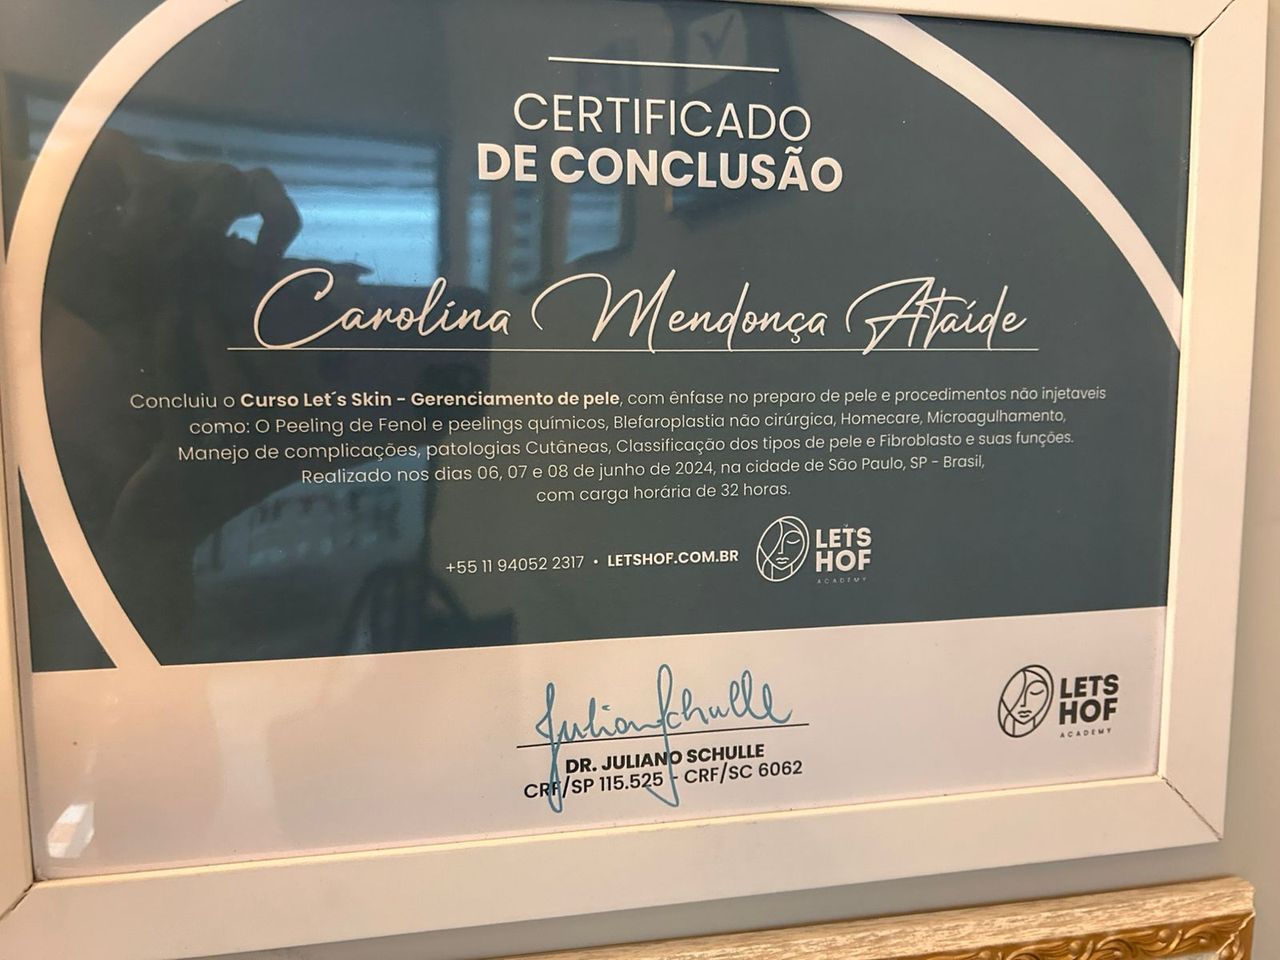 CERTIFICADO
DE CONCLUSÃO
Carolina Mendonça Ataíde
Concluiu o Curso Let´s Skin - Gerenciamento de pele, com ênfase no preparo de pele e procedimentos não injetaveis
como: O Peeling de Fenol e peelings químicos, Blefaroplastia não cirúrgica, Homecare, Microagulhamento,
Manejo de complicações, patologias Cutâneas, Classificação dos tipos de pele e Fibroblasto e suas funções.
Realizado nos dias 06, 07 e 08 de junho de 2024, na cidade de São Paulo, SP - Brasil,
com carga horária de 32 horas.
+55 11 94052 2317 • LETSHOF.COM.BR
LET'S
HOF
ACADEMY
Juliano Schulle
DR. JULIANO SCHULLE
CRF/SP 115.525 - CRF/SC 6062
LETS
HOF
ACADEMY